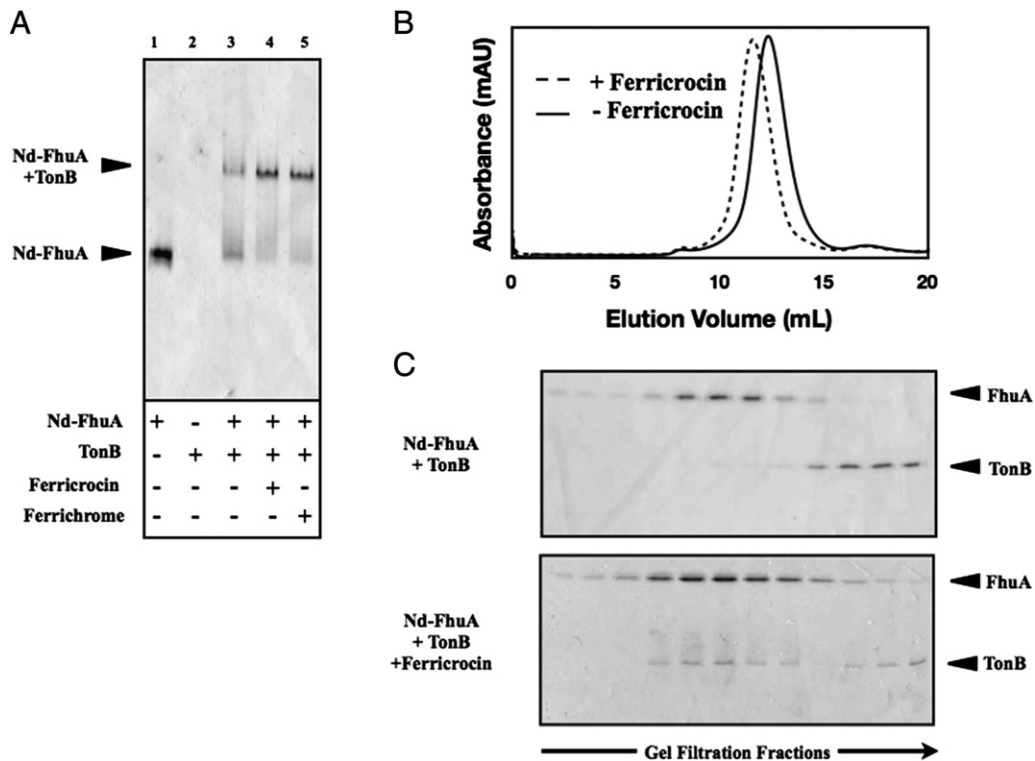 A
1 2 3 4 5
Nd-FhuA
+TonB
Nd-FhuA
Nd-FhuA + - + + +
TonB - + + + +
Ferricrocin - - - + -
Ferrichrome - - - - +
B
Absorbance (mAU)
+ Ferricrocin
- Ferricrocin
0 5 10 15 20
Elution Volume (mL)
C
Nd-FhuA
+ TonB
FhuA
TonB
Nd-FhuA
+ TonB
+Ferricrocin
FhuA
TonB
Gel Filtration Fractions